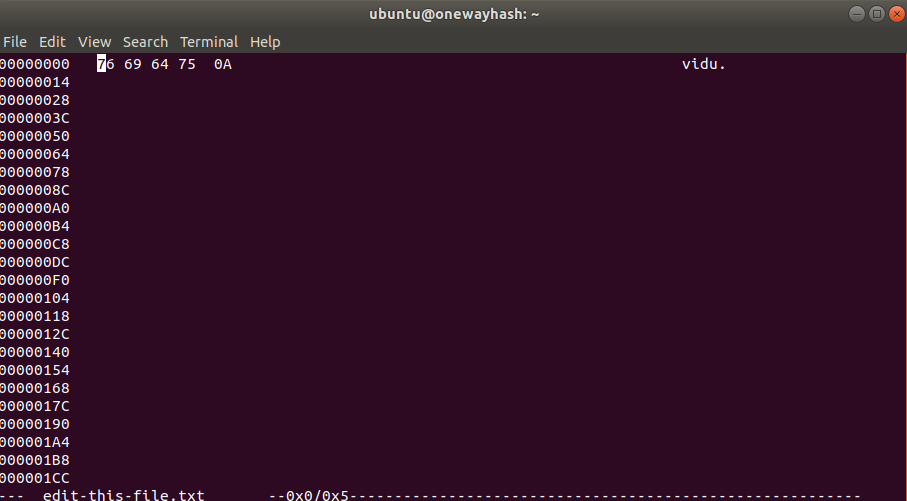 ubuntu@onewayhash: ~
File Edit View Search Terminal Help
00000000   76 69 64 75  0A                                                  vidu.
00000014
00000028
0000003C
00000050
00000064
00000078
0000008C
000000A0
000000B4
000000C8
000000DC
000000F0
00000104
00000118
0000012C
00000140
00000154
00000168
0000017C
00000190
000001A4
000001B8
000001CC
---  edit-this-file.txt       --0x0/0x5---------------------------------------------------------